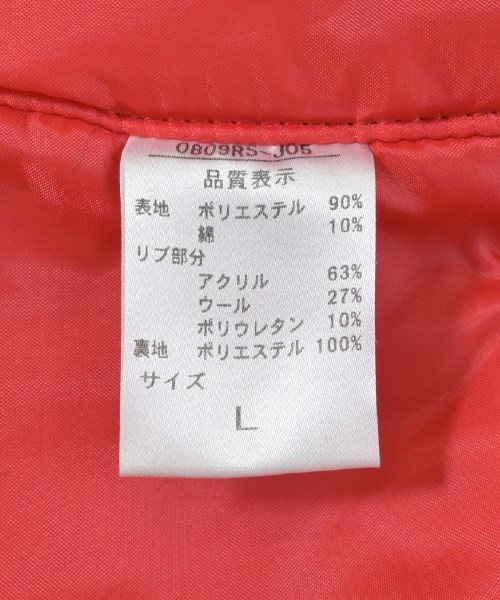 0809RS-J05
品質表示
表地 ポリエステル 90%
綿 10%
リブ部分
アクリル 63%
ウール 27%
ポリウレタン 10%
裏地 ポリエステル 100%
サイズ
L